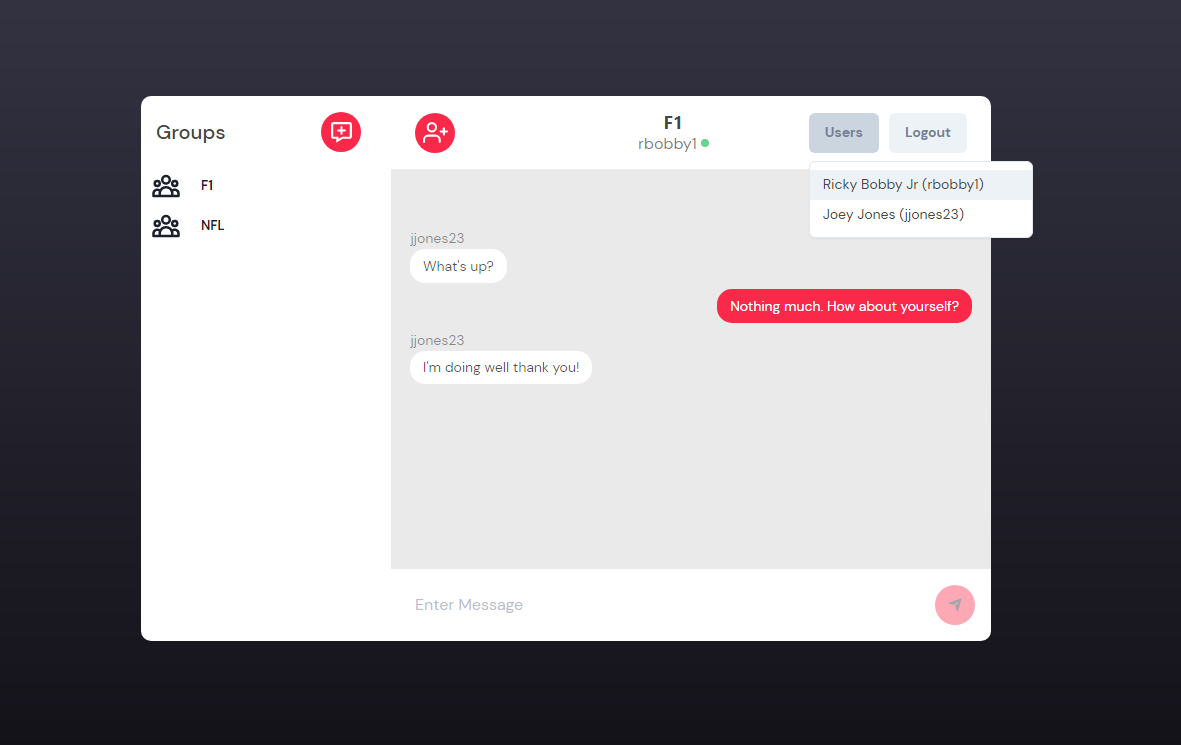 Groups
F1
NFL
F1
rbobby1
Users
Logout
Ricky Bobby Jr (rbobby1)
Joey Jones (jjones23)
jjones23
What's up?
Nothing much. How about yourself?
jjones23
I'm doing well thank you!
Enter Message